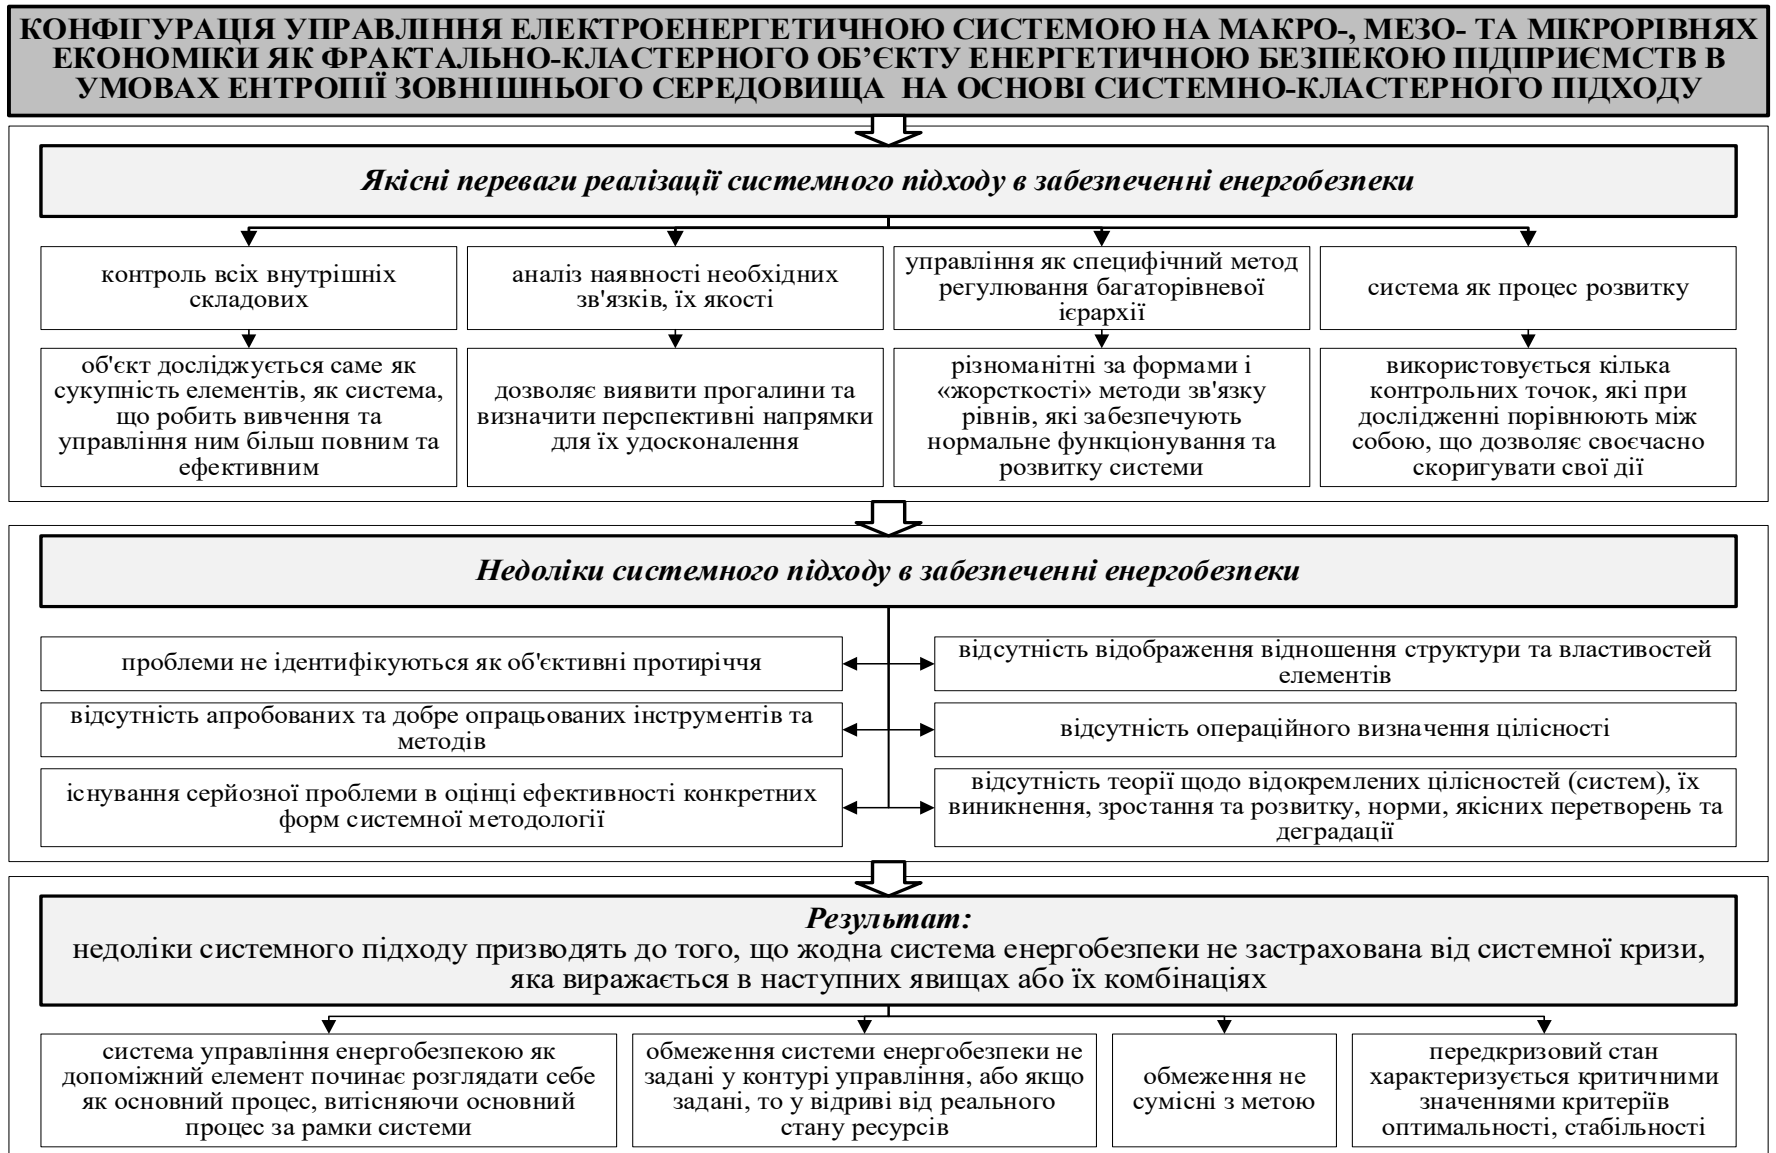 КОНФІГУРАЦІЯ УПРАВЛІННЯ ЕЛЕКТРОЕНЕРГЕТИЧНОЮ СИСТЕМОЮ НА МАКРО-, МЕЗО- ТА МІКРОРІВНЯХ
ЕКОНОМІКИ ЯК ФРАКТАЛЬНО-КЛАСТЕРНОГО ОБ’ЄКТУ ЕНЕРГЕТИЧНОЮ БЕЗПЕКОЮ ПІДПРИЄМСТВ В
УМОВАХ ЕНТРОПІЇ ЗОВНІШНЬОГО СЕРЕДОВИЩА НА ОСНОВІ СИСТЕМНО-КЛАСТЕРНОГО ПІДХОДУ
Якісні переваги реалізації системного підходу в забезпеченні енергобезпеки
контроль всіх внутрішніх
складових
аналіз наявності необхідних
зв'язків, їх якості
управління як специфічний метод
регулювання багаторівневої
ієрархії
система як процес розвитку
об'єкт досліджується саме як
сукупність елементів, як система,
що робить вивчення та
управління ним більш повним та
ефективним
дозволяє виявити прогалини та
визначити перспективні напрямки
для їх удосконалення
різноманітні за формами і
«жорсткості» методи зв'язку
рівнів, які забезпечують
нормальне функціонування та
розвитку системи
використовується кілька
контрольних точок, які при
дослідженні порівнюють між
собою, що дозволяє своєчасно
скоригувати свої дії
Недоліки системного підходу в забезпеченні енергобезпеки
проблеми не ідентифікуються як об'єктивні протиріччя
відсутність відображення відношення структури та властивостей
елементів
відсутність апробованих та добре опрацьованих інструментів та
методів
відсутність операційного визначення цілісності
існування серйозної проблеми в оцінці ефективності конкретних
форм системної методології
відсутність теорії щодо відокремлених цілісностей (систем), їх
виникнення, зростання та розвитку, норми, якісних перетворень та
деградації
Результат:
недоліки системного підходу призводять до того, що жодна система енергобезпеки не застрахована від системної кризи,
яка виражається в наступних явищах або їх комбінаціях
система управління енергобезпекою як
допоміжний елемент починає розглядати себе
як основний процес, витісняючи основний
процес за рамки системи
обмеження системи енергобезпеки не
задані у контурі управління, або якщо
задані, то у відриві від реального
стану ресурсів
обмеження не
сумісні з метою
передкризовий стан
характеризується критичними
значеннями критеріїв
оптимальності, стабільності